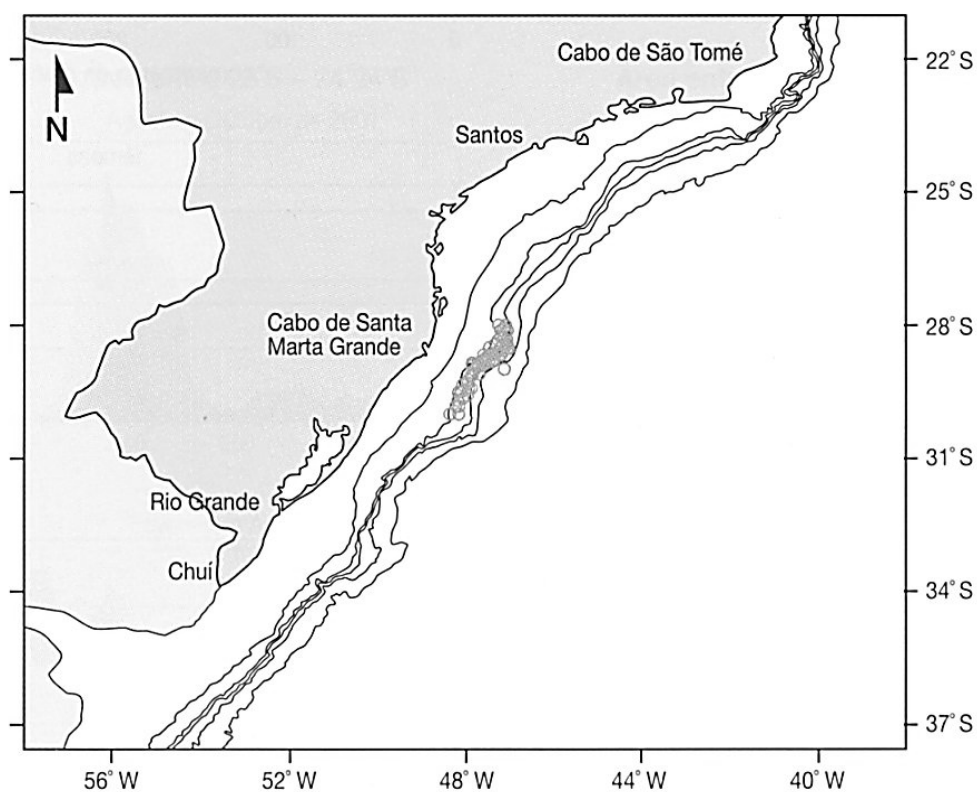 Cabo de São Tomé
22°S
N
Santos
25°S
Cabo de Santa
Marta Grande
28°S
31°S
Rio Grande
Chuí
34°S
37°S
56°W
52°W
48°W
44°W
40°W